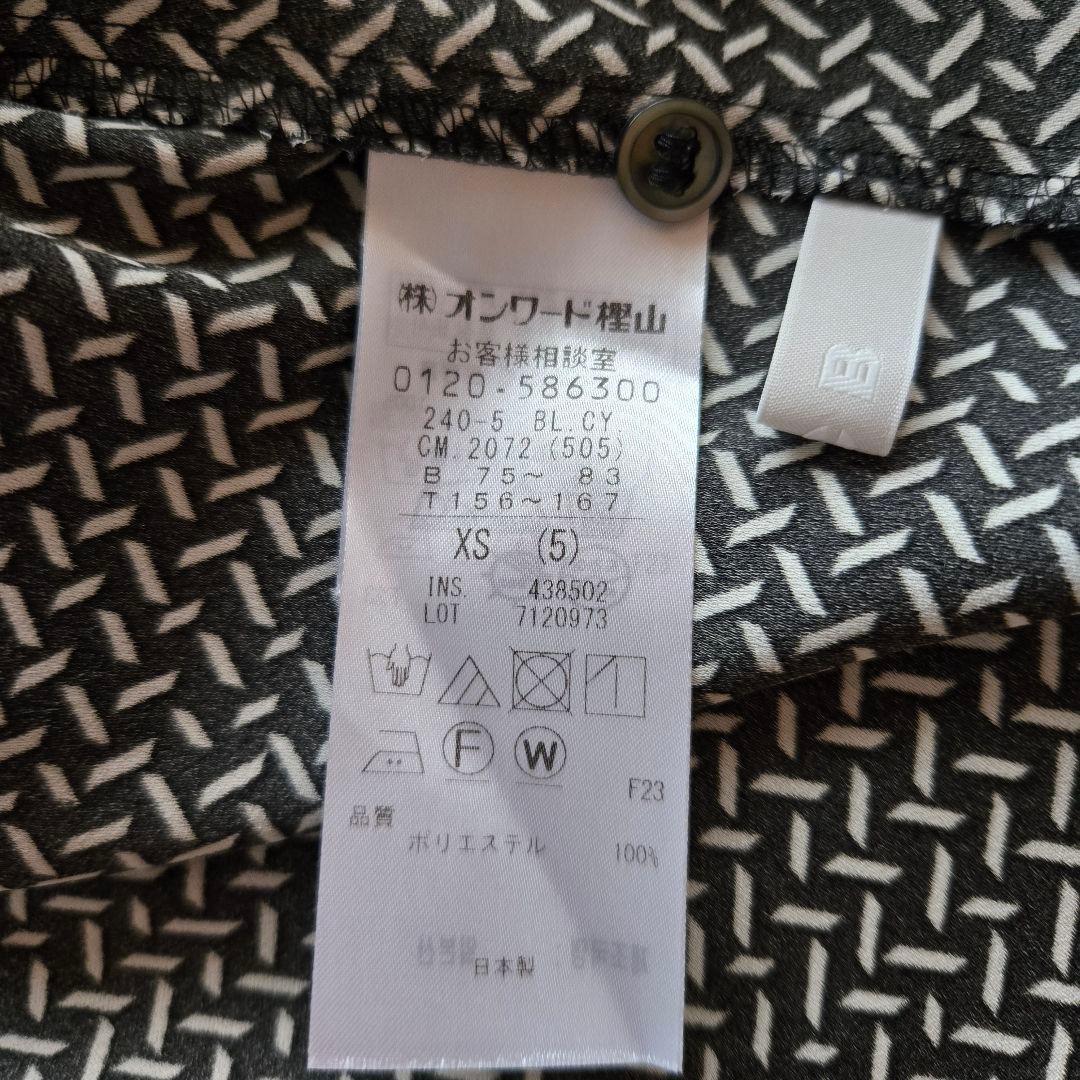 ㈱オンワード樫山
お客様相談室
0120-586300
240-5 BL.CY
CM.2072 (505)
B 75～ 83
T156～167
XS (5)
INS. 438502
LOT 7120973
F W
F23
品質
ポリエステル 100%
日本製